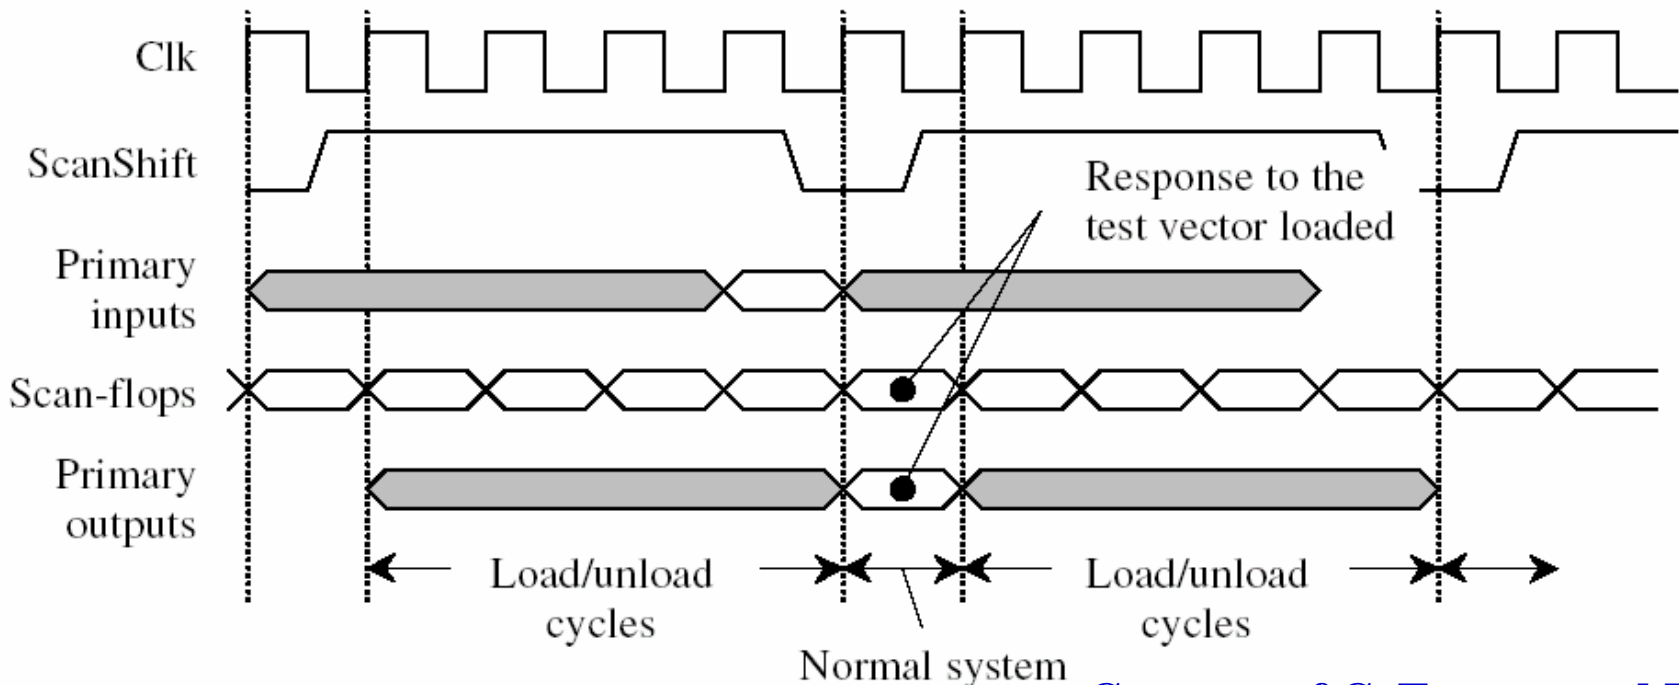 Clk
ScanShift
Response to the
test vector loaded
Primary
inputs
Scan-flops
Primary
outputs
Load/unload
cycles
Load/unload
cycles
Normal system